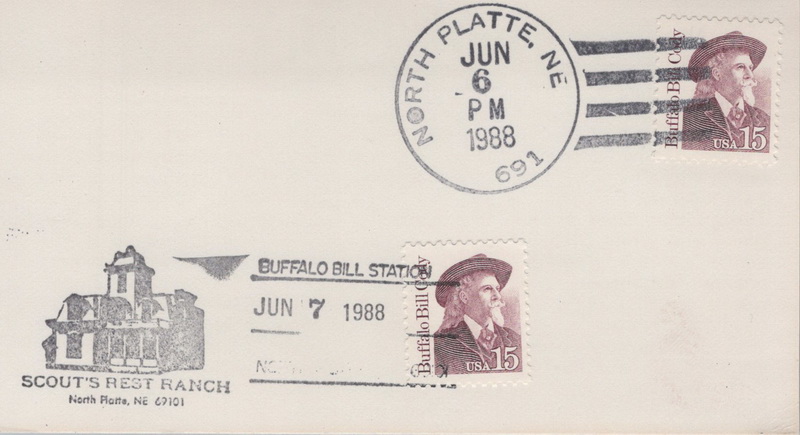 NORTH PLATTE, NE
JUN
6
PM
1988
691
Buffalo Bill Cody
USA 15
BUFFALO BILL STATION
JUN 7 1988
Buffalo Bill Cody
USA 15
SCOUT'S REST RANCH
North Platte, NE 69101